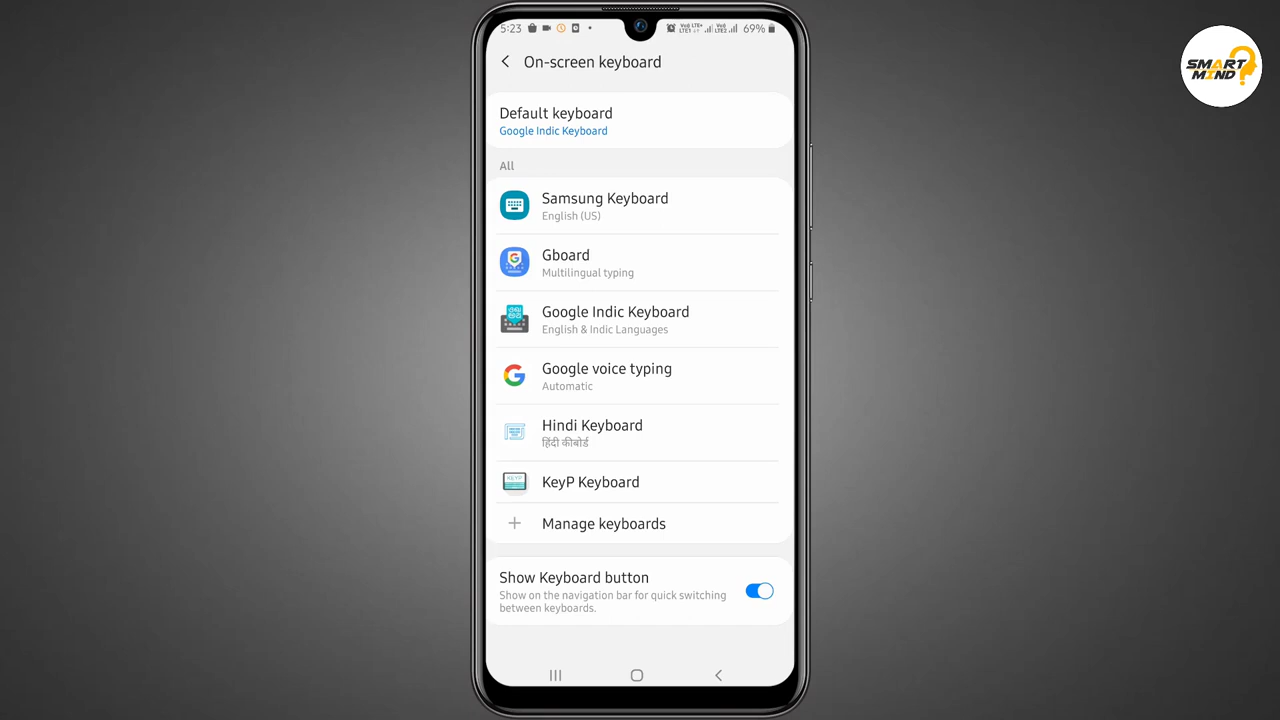 5:23
69%
SMART
MIND
On-screen keyboard
Default keyboard
Google Indic Keyboard
All
Samsung Keyboard
English (US)
Gboard
Multilingual typing
Google Indic Keyboard
English & Indic Languages
Google voice typing
Automatic
Hindi Keyboard
हिंदी कीबोर्ड
KeyP Keyboard
Manage keyboards
Show Keyboard button
Show on the navigation bar for quick switching
between keyboards.